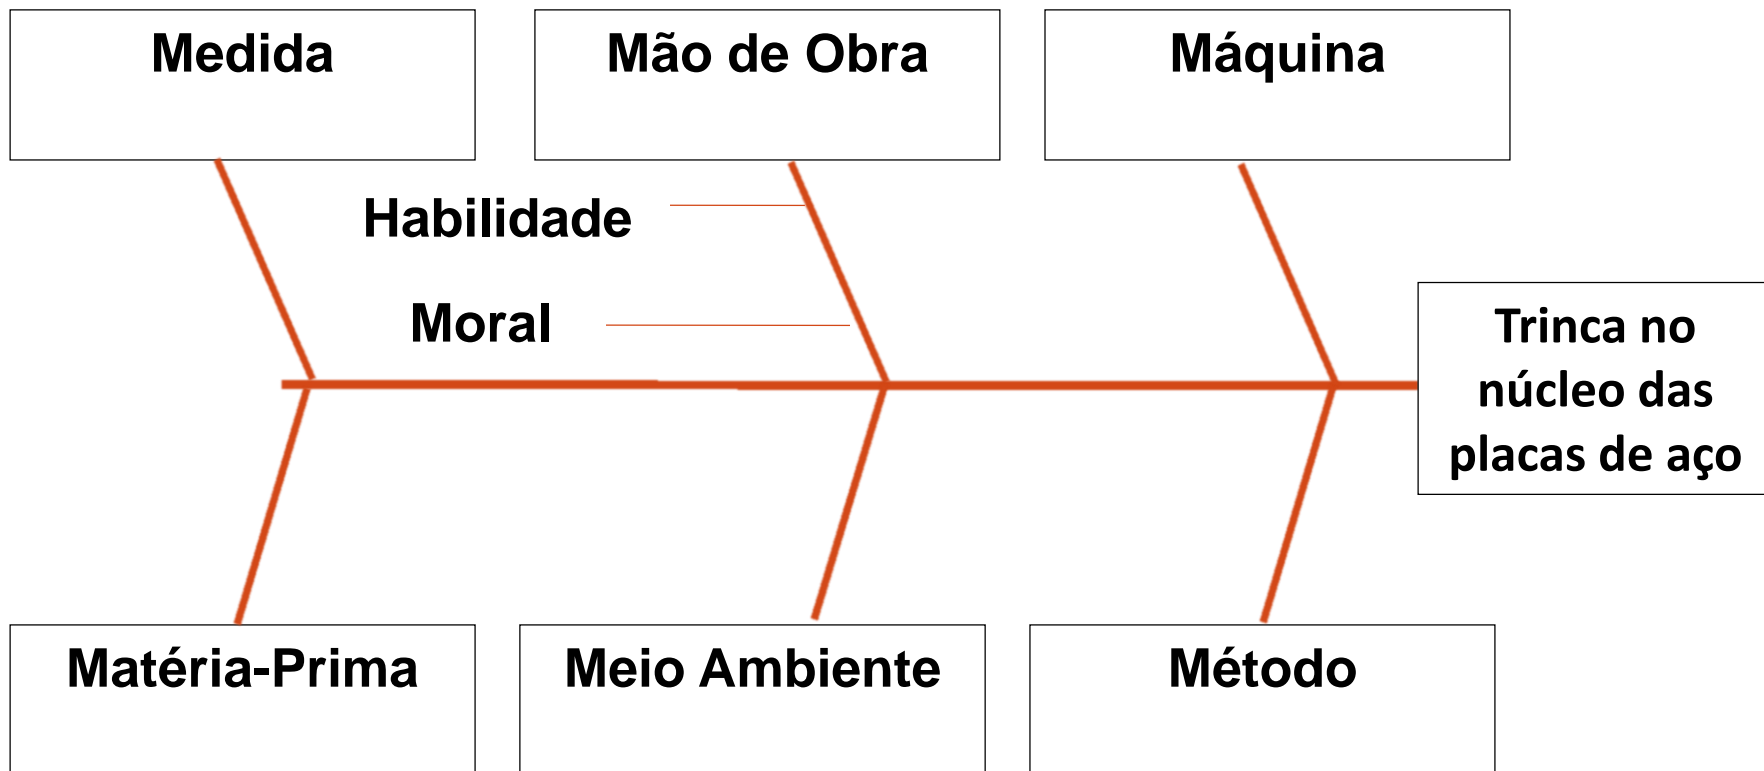 Medida
Mão de Obra
Máquina
Habilidade
Moral
Trinca no
núcleo das
placas de aço
Matéria-Prima
Meio Ambiente
Método